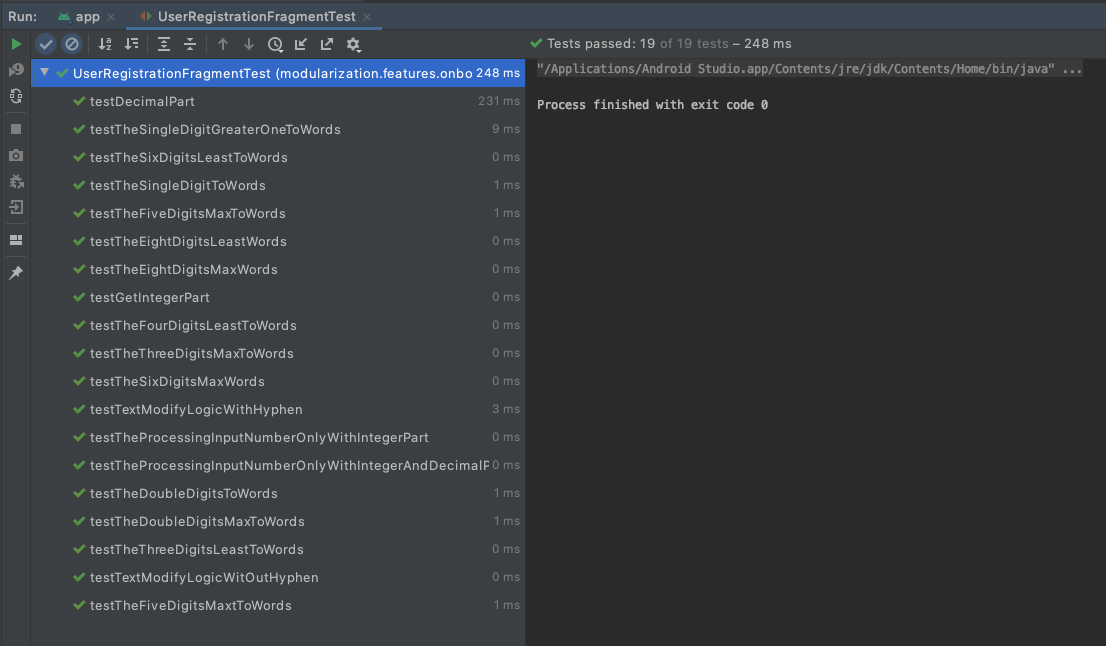 Run: app UserRegistrationFragmentTest
Tests passed: 19 of 19 tests – 248 ms
UserRegistrationFragmentTest (modularization.features.onbo 248 ms
testDecimalPart 231 ms
testTheSingleDigitGreaterOneToWords 9 ms
testTheSixDigitsLeastToWords 0 ms
testTheSingleDigitToWords 1 ms
testTheFiveDigitsMaxToWords 1 ms
testTheEightDigitsLeastWords 0 ms
testTheEightDigitsMaxWords 0 ms
testGetIntegerPart 0 ms
testTheFourDigitsLeastToWords 0 ms
testTheThreeDigitsMaxToWords 0 ms
testTheSixDigitsMaxWords 0 ms
testTextModifyLogicWithHyphen 3 ms
testTheProcessingInputNumberOnlyWithIntegerPart 0 ms
testTheProcessingInputNumberOnlyWithIntegerAndDecimalP 0 ms
testTheDoubleDigitsToWords 1 ms
testTheDoubleDigitsMaxToWords 1 ms
testTheThreeDigitsLeastToWords 0 ms
testTextModifyLogicWitOutHyphen 0 ms
testTheFiveDigitsMaxtToWords 1 ms
"/Applications/Android Studio.app/Contents/jre/jdk/Contents/Home/bin/java" ...
Process finished with exit code 0